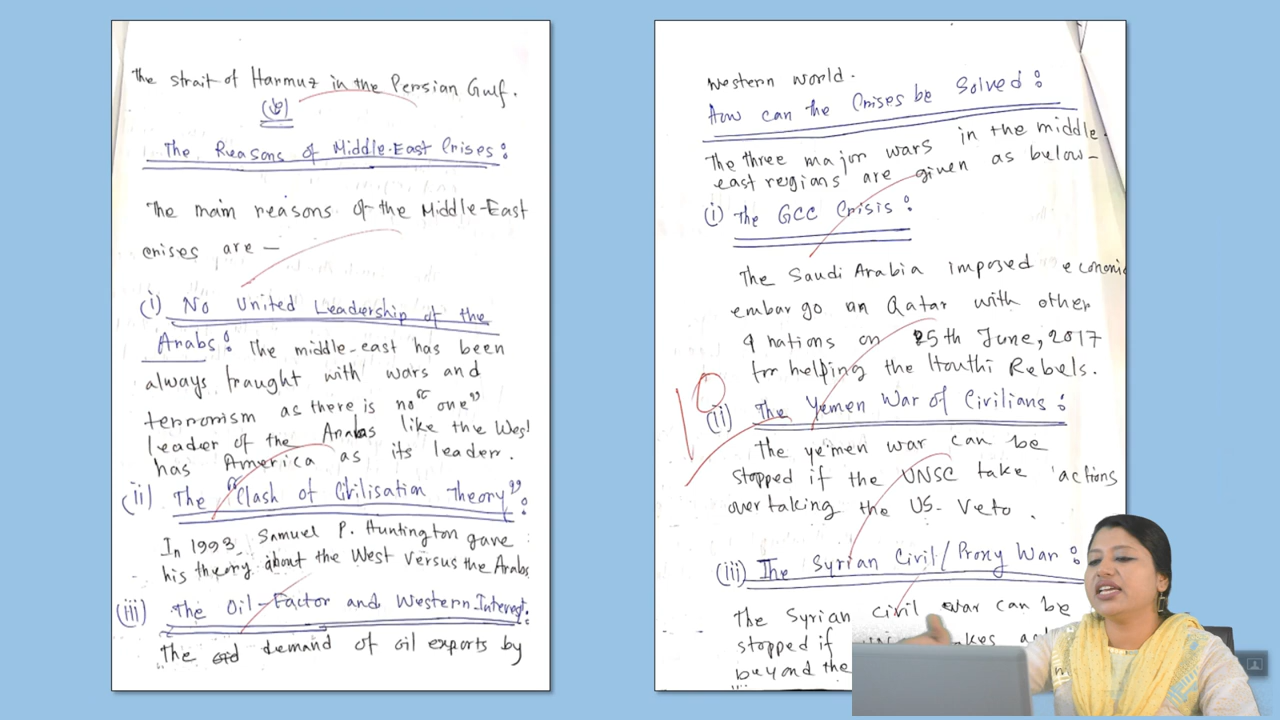 the strait of Harmuz in the Persian Gulf.
(b)
The Reasons of Middle-East Crises:
The main reasons of the Middle-East
crises are —
(i) No United Leadership of the
Arabs: The middle-east has been
always fraught with wars and
terrorism as there is no "one"
leader of the Arabs like the West
has America as its leader.
(ii) The "Clash of Civilisation Theory":
In 1993 Samuel P. Huntington gave
his theory about the West Versus the Arabs
(iii) The Oil-Factor and Western Interest:
The demand of oil exports by
western world.
How can the Crises be Solved:
The three major wars in the middle-
east regians are given as below-
(i) The GCC Crisis:
The Saudi Arabia imposed economic
embargo on Qatar with other
4 nations on 25th June, 2017
for helping the Houthi Rebels.
10
(ii) The Yemen War of Civilians:
The yemen war can be
stopped if the UNSC take actions
overtaking the US-Veto.
(iii) The Syrian Civil/Proxy War:
The Syrian civil war can be
stopped if
beyond the